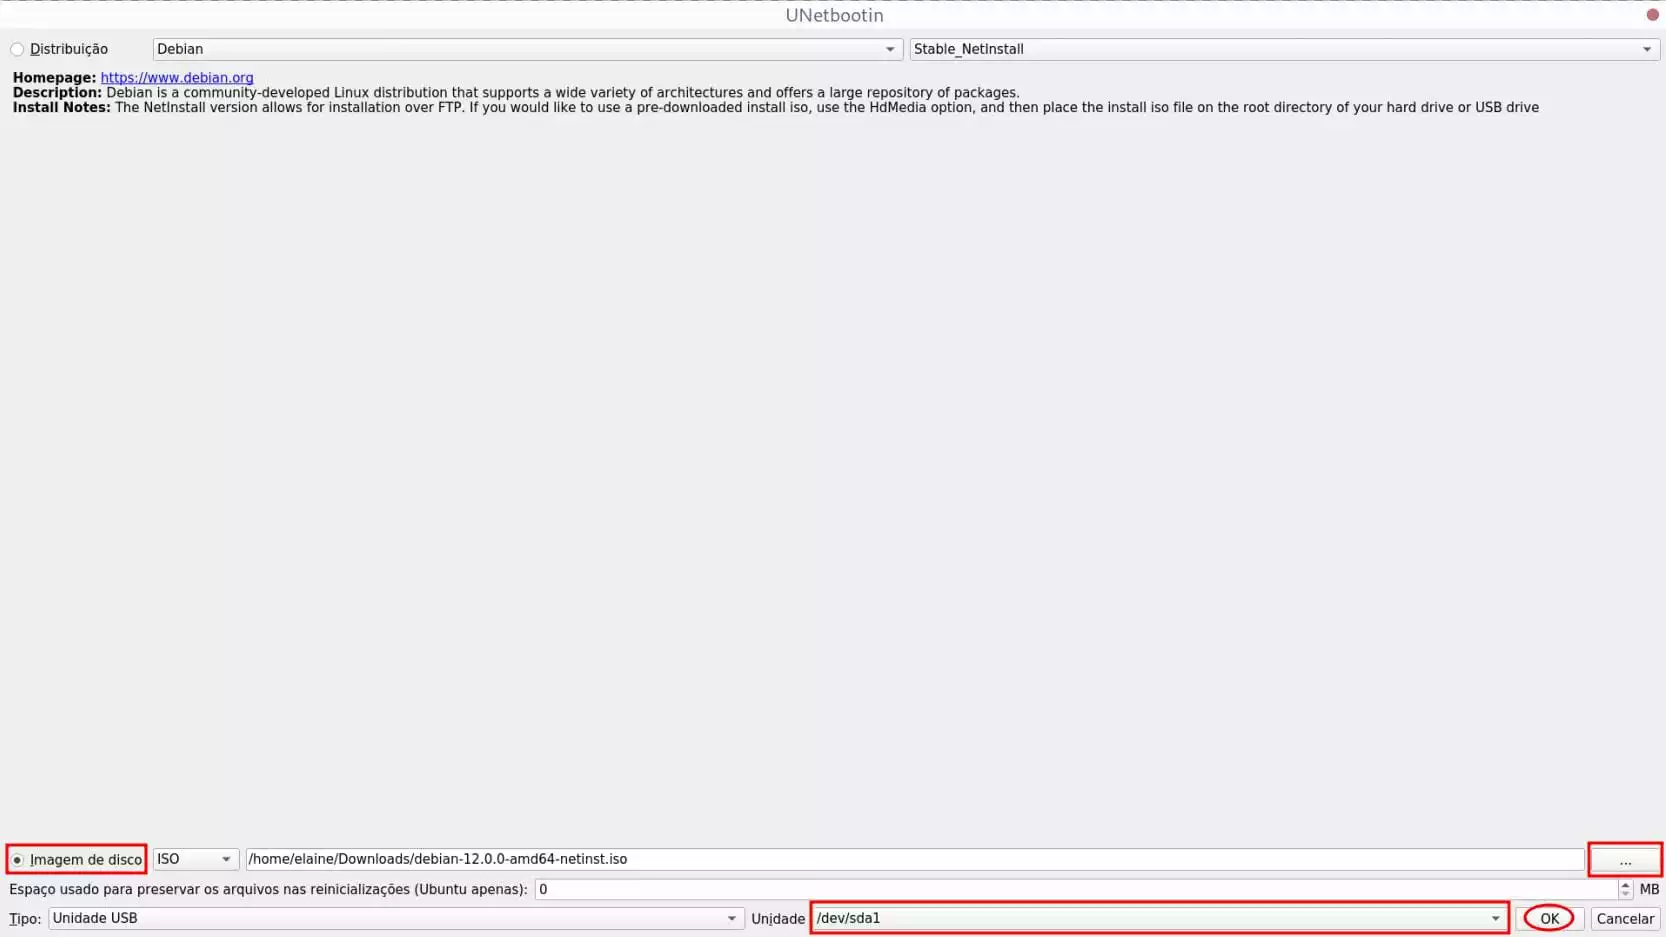 UNetbootin
Distribuição Debian Stable_NetInstall
Homepage: https://www.debian.org
Description: Debian is a community-developed Linux distribution that supports a wide variety of architectures and offers a large repository of packages.
Install Notes: The NetInstall version allows for installation over FTP. If you would like to use a pre-downloaded install iso, use the HdMedia option, and then place the install iso file on the root directory of your hard drive or USB drive
Imagem de disco ISO /home/elaine/Downloads/debian-12.0.0-amd64-netinst.iso ...
Espaço usado para preservar os arquivos nas reinicializações (Ubuntu apenas): 0 MB
Tipo: Unidade USB Unidade /dev/sda1 OK Cancelar